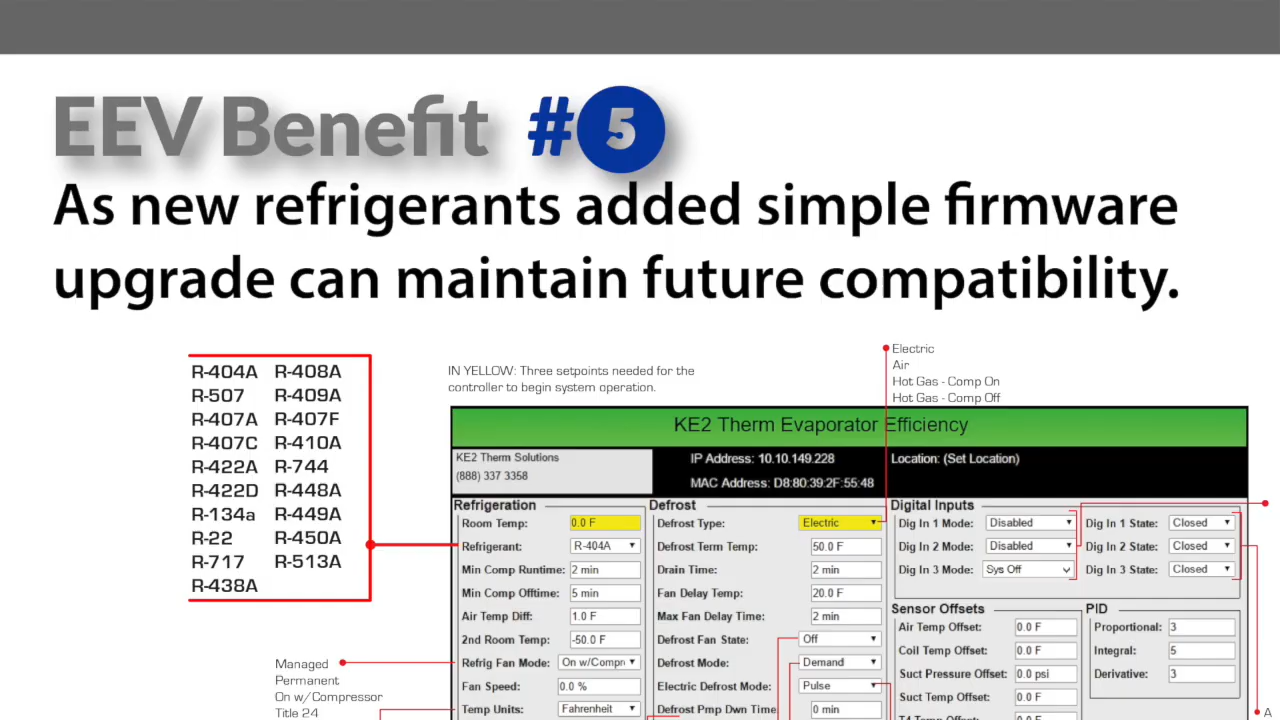 EEV Benefit #5
As new refrigerants added simple firmware
upgrade can maintain future compatibility.
R-404A R-408A
R-507 R-409A
R-407A R-407F
R-407C R-410A
R-422A R-744
R-422D R-448A
R-134a R-449A
R-22 R-450A
R-717 R-513A
R-438A
IN YELLOW: Three setpoints needed for the
controller to begin system operation.
Electric
Air
Hot Gas - Comp On
Hot Gas - Comp Off
KE2 Therm Evaporator Efficiency
KE2 Therm Solutions
(888) 337 3358
IP Address: 10.10.149.228
MAC Address: D8:80:39:2F:55:48
Location: (Set Location)
Refrigeration
Room Temp: 0.0 F
Refrigerant: R-404A
Min Comp Runtime: 2 min
Min Comp Offtime: 5 min
Air Temp Diff: 1.0 F
2nd Room Temp: -50.0 F
Refrig Fan Mode: On w/Compr
Fan Speed: 0.0 %
Temp Units: Fahrenheit
Defrost
Defrost Type: Electric
Defrost Term Temp: 50.0 F
Drain Time: 2 min
Fan Delay Temp: 20.0 F
Max Fan Delay Time: 2 min
Defrost Fan State: Off
Defrost Mode: Demand
Electric Defrost Mode: Pulse
Defrost Pmp Dwn Time: 0 min
Digital Inputs
Dig In 1 Mode: Disabled Dig In 1 State: Closed
Dig In 2 Mode: Disabled Dig In 2 State: Closed
Dig In 3 Mode: Sys Off Dig In 3 State: Closed
Sensor Offsets
Air Temp Offset: 0.0 F
Coil Temp Offset: 0.0 F
Suct Pressure Offset: 0.0 psi
Suct Temp Offset: 0.0 F
PID
Proportional: 3
Integral: 5
Derivative: 3
Managed
Permanent
On w/Compressor
Title 24
A